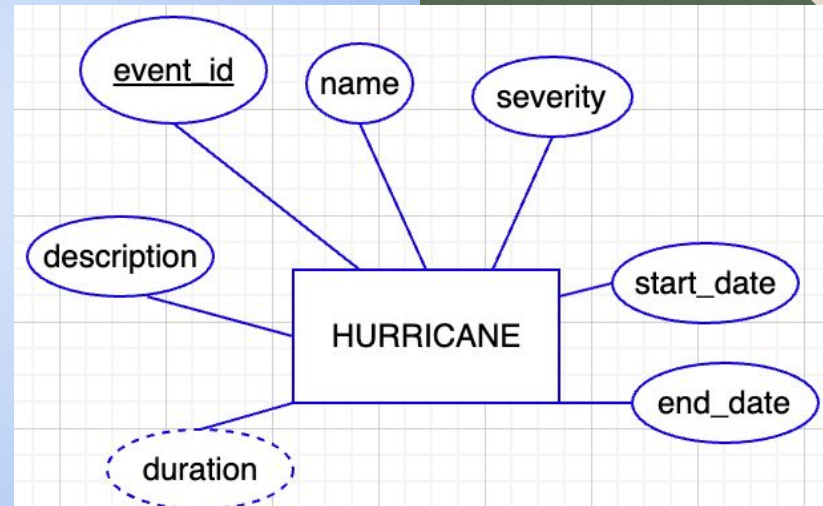 event_id
name
severity
description
start_date
HURRICANE
end_date
duration